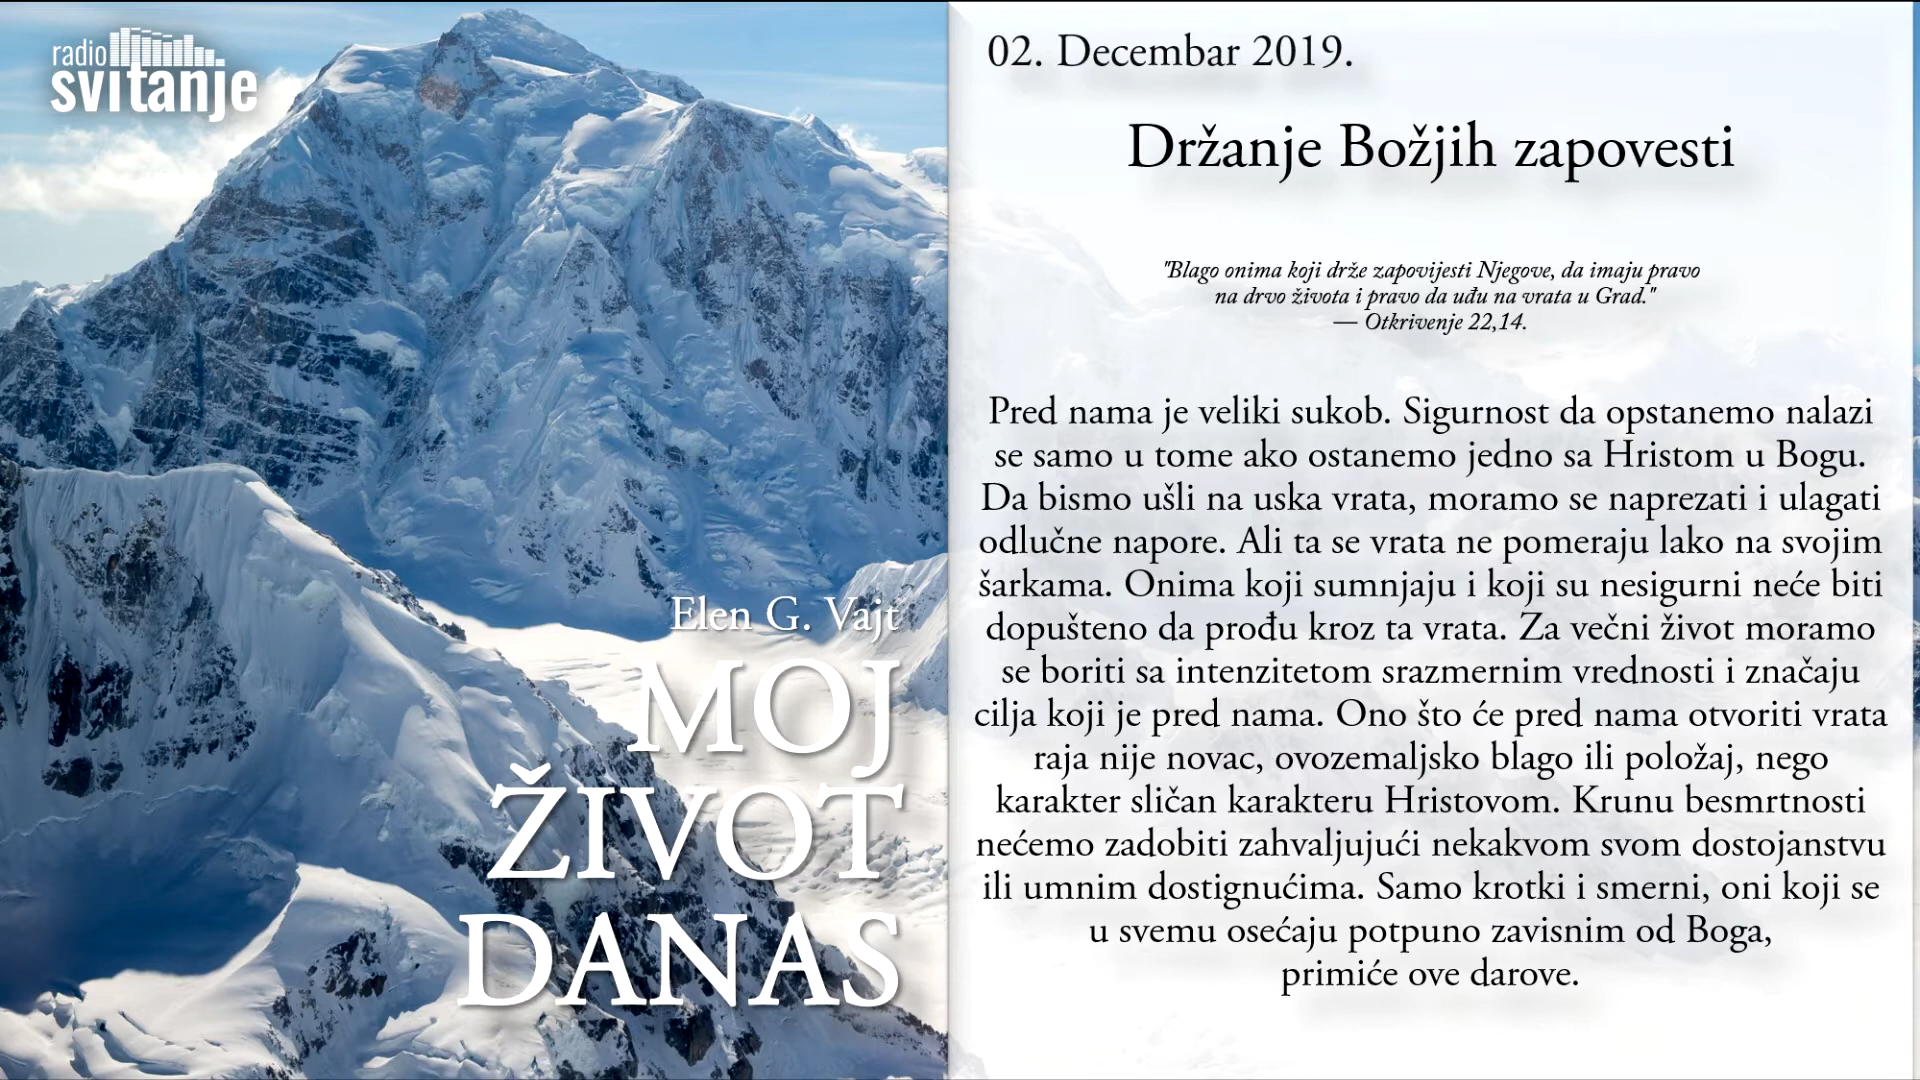 radio
svitanje
Elen G. Vajt
MOJ
ŽIVOT
DANAS
02. Decembar 2019.
Držanje Božjih zapovesti
"Blago onima koji drže zapovijesti Njegove, da imaju pravo
na drvo života i pravo da uđu na vrata u Grad."
— Otkrivenje 22,14.
Pred nama je veliki sukob. Sigurnost da opstanemo nalazi
se samo u tome ako ostanemo jedno sa Hristom u Bogu.
Da bismo ušli na uska vrata, moramo se naprezati i ulagati
odlučne napore. Ali ta se vrata ne pomeraju lako na svojim
šarkama. Onima koji sumnjaju i koji su nesigurni neće biti
dopušteno da prođu kroz ta vrata. Za večni život moramo
se boriti sa intenzitetom srazmernim vrednosti i značaju
cilja koji je pred nama. Ono što će pred nama otvoriti vrata
raja nije novac, ovozemaljsko blago ili položaj, nego
karakter sličan karakteru Hristovom. Krunu besmrtnosti
nećemo zadobiti zahvaljujući nekakvom svom dostojanstvu
ili umnim dostignućima. Samo krotki i smerni, oni koji se
u svemu osećaju potpuno zavisnim od Boga,
primiće ove darove.